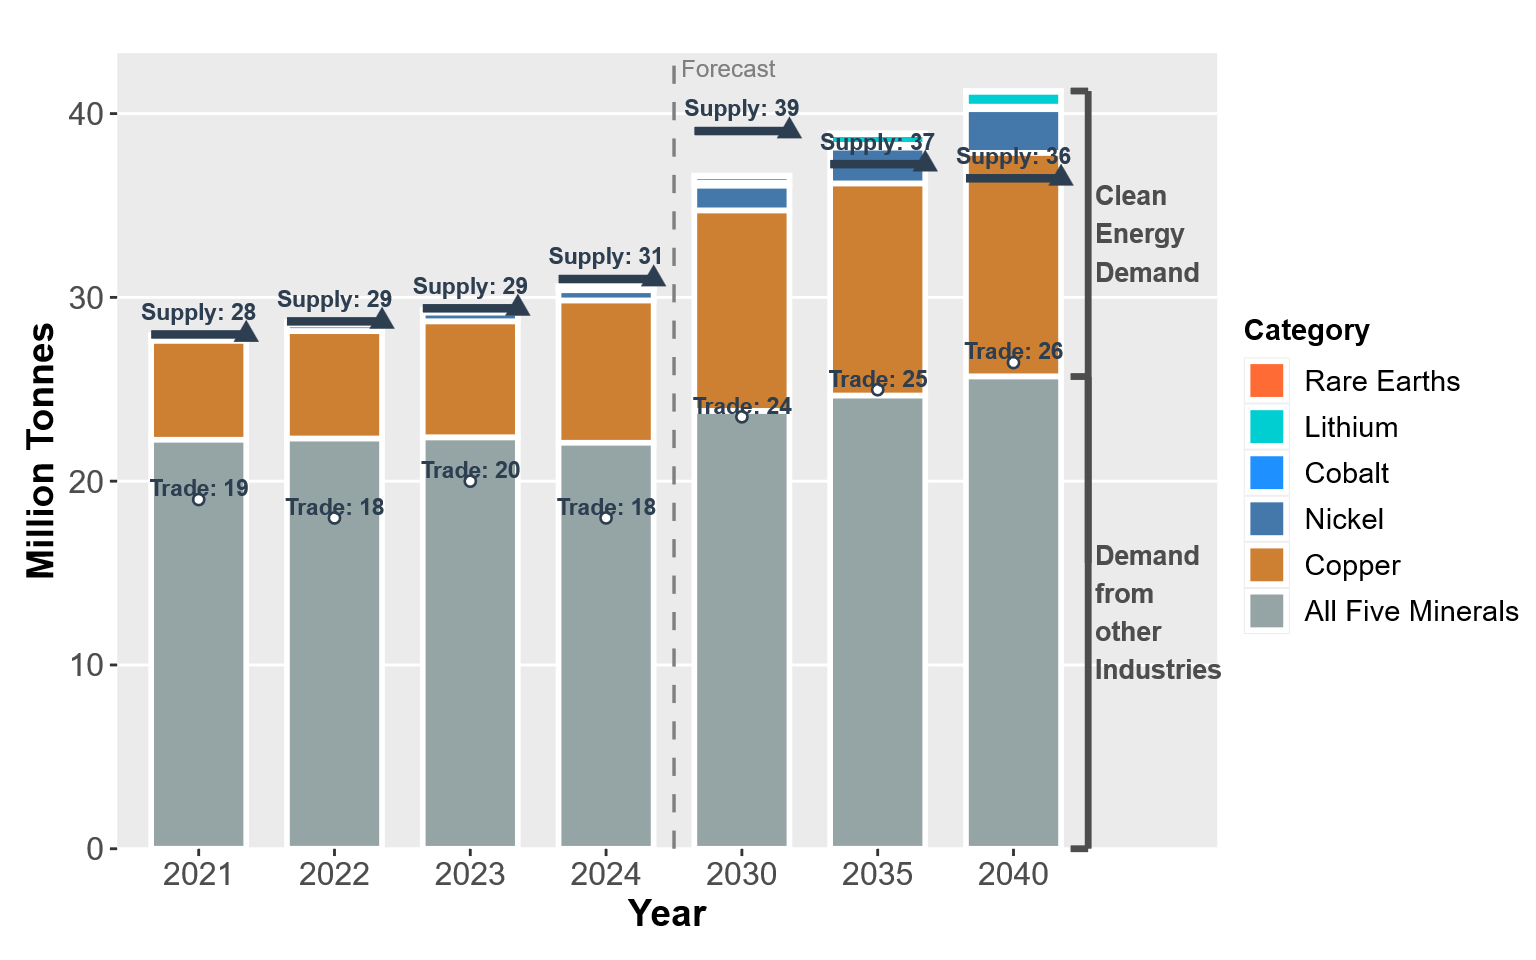 Forecast
40
30
20
10
0
Million Tonnes
Supply: 28
Supply: 29
Supply: 29
Supply: 31
Supply: 39
Supply: 37
Supply: 36
Trade: 19
Trade: 18
Trade: 20
Trade: 18
Trade: 24
Trade: 25
Trade: 26
Clean
Energy
Demand
Demand
from
other
Industries
2021
2022
2023
2024
2030
2035
2040
Year
Category
Rare Earths
Lithium
Cobalt
Nickel
Copper
All Five Minerals